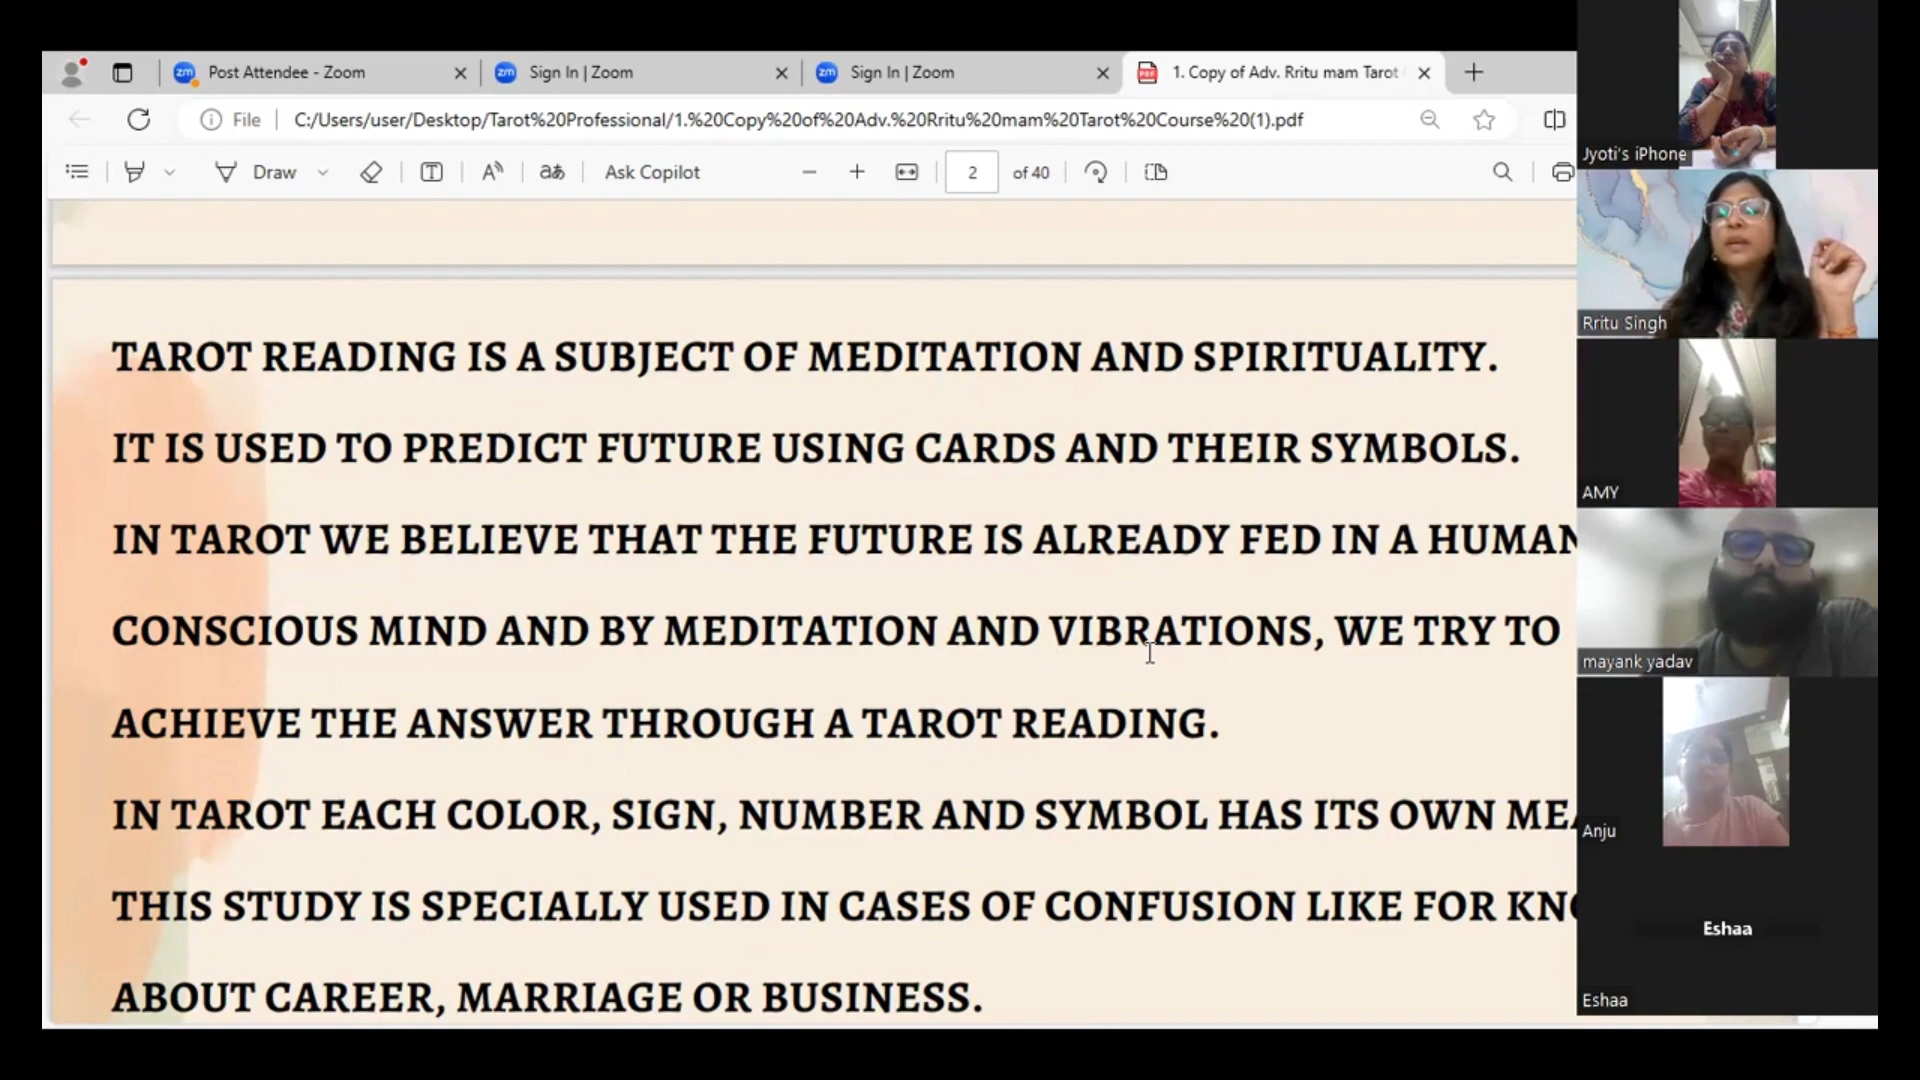 Post Attendee - Zoom
Sign In | Zoom
Sign In | Zoom
1. Copy of Adv. Rritu mam Tarot
File
C:/Users/user/Desktop/Tarot%20Professional/1.%20Copy%20of%20Adv.%20Rritu%20mam%20Tarot%20Course%20(1).pdf
Draw
Ask Copilot
2
of 40
TAROT READING IS A SUBJECT OF MEDITATION AND SPIRITUALITY.
IT IS USED TO PREDICT FUTURE USING CARDS AND THEIR SYMBOLS.
IN TAROT WE BELIEVE THAT THE FUTURE IS ALREADY FED IN A HUMAN
CONSCIOUS MIND AND BY MEDITATION AND VIBRATIONS, WE TRY TO
ACHIEVE THE ANSWER THROUGH A TAROT READING.
IN TAROT EACH COLOR, SIGN, NUMBER AND SYMBOL HAS ITS OWN
THIS STUDY IS SPECIALLY USED IN CASES OF CONFUSION LIKE FOR
ABOUT CAREER, MARRIAGE OR BUSINESS.
Jyoti's iPhone
Rritu Singh
AMY
mayank yadav
Anju
Eshaa
Eshaa